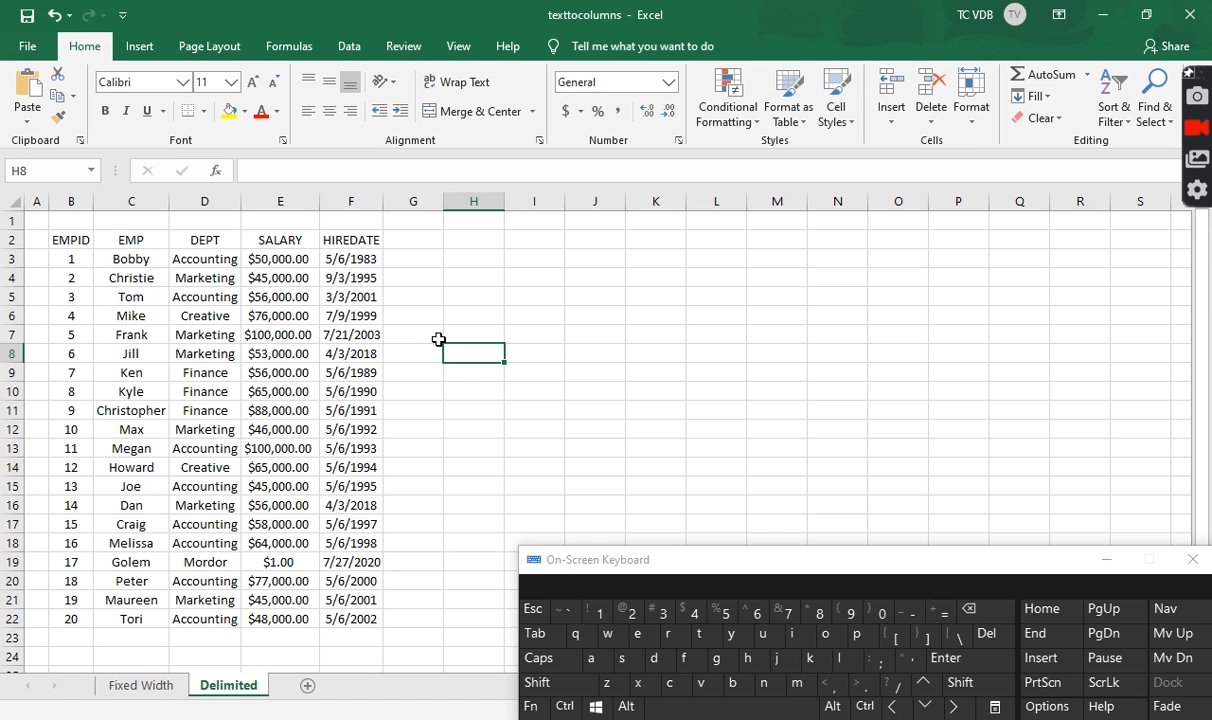 texttocolumns - Excel
TC VDB TV
File Home Insert Page Layout Formulas Data Review View Help Tell me what you want to do Share
Paste
Calibri 11
Wrap Text
General
Conditional Formatting
Format as Table
Cell Styles
Insert Delete Format
AutoSum
Fill
Clear
Sort & Filter
Find & Select
B I U
Merge & Center
$ % ,
Clipboard Font Alignment Number Styles Cells Editing
H8 fx
A B C D E F G H I J K L M N O P Q R S
1
2 EMPID EMP DEPT SALARY HIREDATE
3 1 Bobby Accounting $50,000.00 5/6/1983
4 2 Christie Marketing $45,000.00 9/3/1995
5 3 Tom Accounting $56,000.00 3/3/2001
6 4 Mike Creative $76,000.00 7/9/1999
7 5 Frank Marketing $100,000.00 7/21/2003
8 6 Jill Marketing $53,000.00 4/3/2018
9 7 Ken Finance $56,000.00 5/6/1989
10 8 Kyle Finance $65,000.00 5/6/1990
11 9 Christopher Finance $88,000.00 5/6/1991
12 10 Max Marketing $46,000.00 5/6/1992
13 11 Megan Accounting $100,000.00 5/6/1993
14 12 Howard Creative $65,000.00 5/6/1994
15 13 Joe Accounting $45,000.00 5/6/1995
16 14 Dan Marketing $56,000.00 4/3/2018
17 15 Craig Accounting $58,000.00 5/6/1997
18 16 Melissa Accounting $64,000.00 5/6/1998
19 17 Golem Mordor $1.00 7/27/2020
20 18 Peter Accounting $77,000.00 5/6/2000
21 19 Maureen Marketing $45,000.00 5/6/2001
22 20 Tori Accounting $48,000.00 5/6/2002
23
24
Fixed Width Delimited
On-Screen Keyboard
Esc ~ ` ! 1 @ 2 # 3 $ 4 % 5 ^ 6 & 7 * 8 ( 9 ) 0 _ - + = Home PgUp Nav
Tab q w e r t y u i o p { [ } ] | \ Del End PgDn Mv Up
Caps a s d f g h j k l : ; " ' Enter Insert Pause Mv Dn
Shift z x c v b n m < , > . ? / Shift PrtScn ScrLk Dock
Fn Ctrl Alt Alt Ctrl Options Help Fade